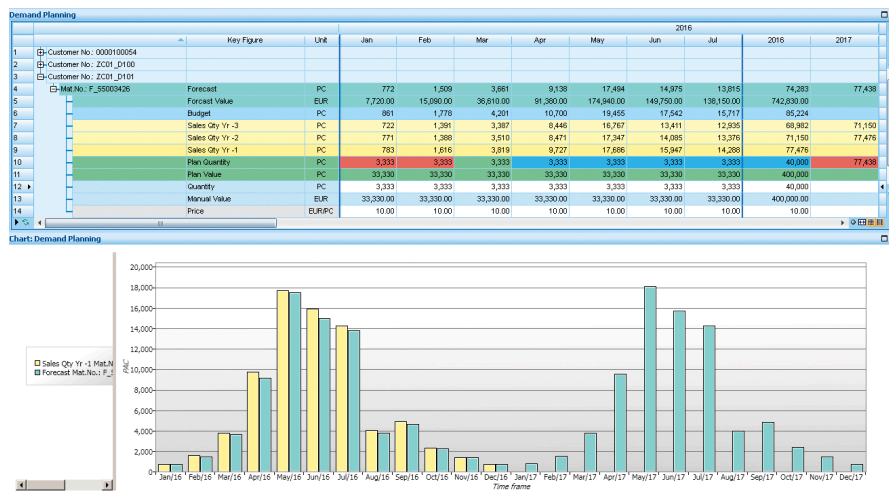 Demand Planning
2016
Key Figure Unit Jan Feb Mar Apr May Jun Jul 2016 2017
1 Customer No.: 0000100054
2 Customer No.: ZC01_D100
3 Customer No.: ZC01_D101
4 Mat.No.: F_55003426 Forecast PC 772 1,509 3,661 9,138 17,494 14,975 13,815 74,283 77,438
5 Forcast Value EUR 7,720.00 15,090.00 36,610.00 91,380.00 174,940.00 149,750.00 138,150.00 742,830.00
6 Budget PC 861 1,778 4,201 10,700 19,455 17,542 15,717 85,224
7 Sales Qty Yr -3 PC 722 1,391 3,387 8,446 16,767 13,411 12,935 68,982 71,150
8 Sales Qty Yr -2 PC 771 1,388 3,510 8,471 17,347 14,085 13,376 71,150 77,476
9 Sales Qty Yr -1 PC 783 1,616 3,819 9,727 17,686 15,947 14,288 77,476
10 Plan Quantity PC 3,333 3,333 3,333 3,333 3,333 3,333 3,333 40,000 77,438
11 Plan Value PC 33,330 33,330 33,330 33,330 33,330 33,330 33,330 400,000
12 Quantity PC 3,333 3,333 3,333 3,333 3,333 3,333 3,333 40,000
13 Manual Value EUR 33,330.00 33,330.00 33,330.00 33,330.00 33,330.00 33,330.00 33,330.00 400,000.00
14 Price EUR/PC 10.00 10.00 10.00 10.00 10.00 10.00 10.00 10.00
Chart: Demand Planning
20,000
18,000
16,000
14,000
12,000
10,000
8,000
6,000
4,000
2,000
0
PAC
Sales Qty Yr -1 Mat.N
Forecast Mat.No.: F_5
Jan/16 Feb/16 Mar/16 Apr/16 May/16 Jun/16 Jul/16 Aug/16 Sep/16 Oct/16 Nov/16 Dec/16 Jan/17 Feb/17 Mar/17 Apr/17 May/17 Jun/17 Jul/17 Aug/17 Sep/17 Oct/17 Nov/17 Dec/17
Time frame